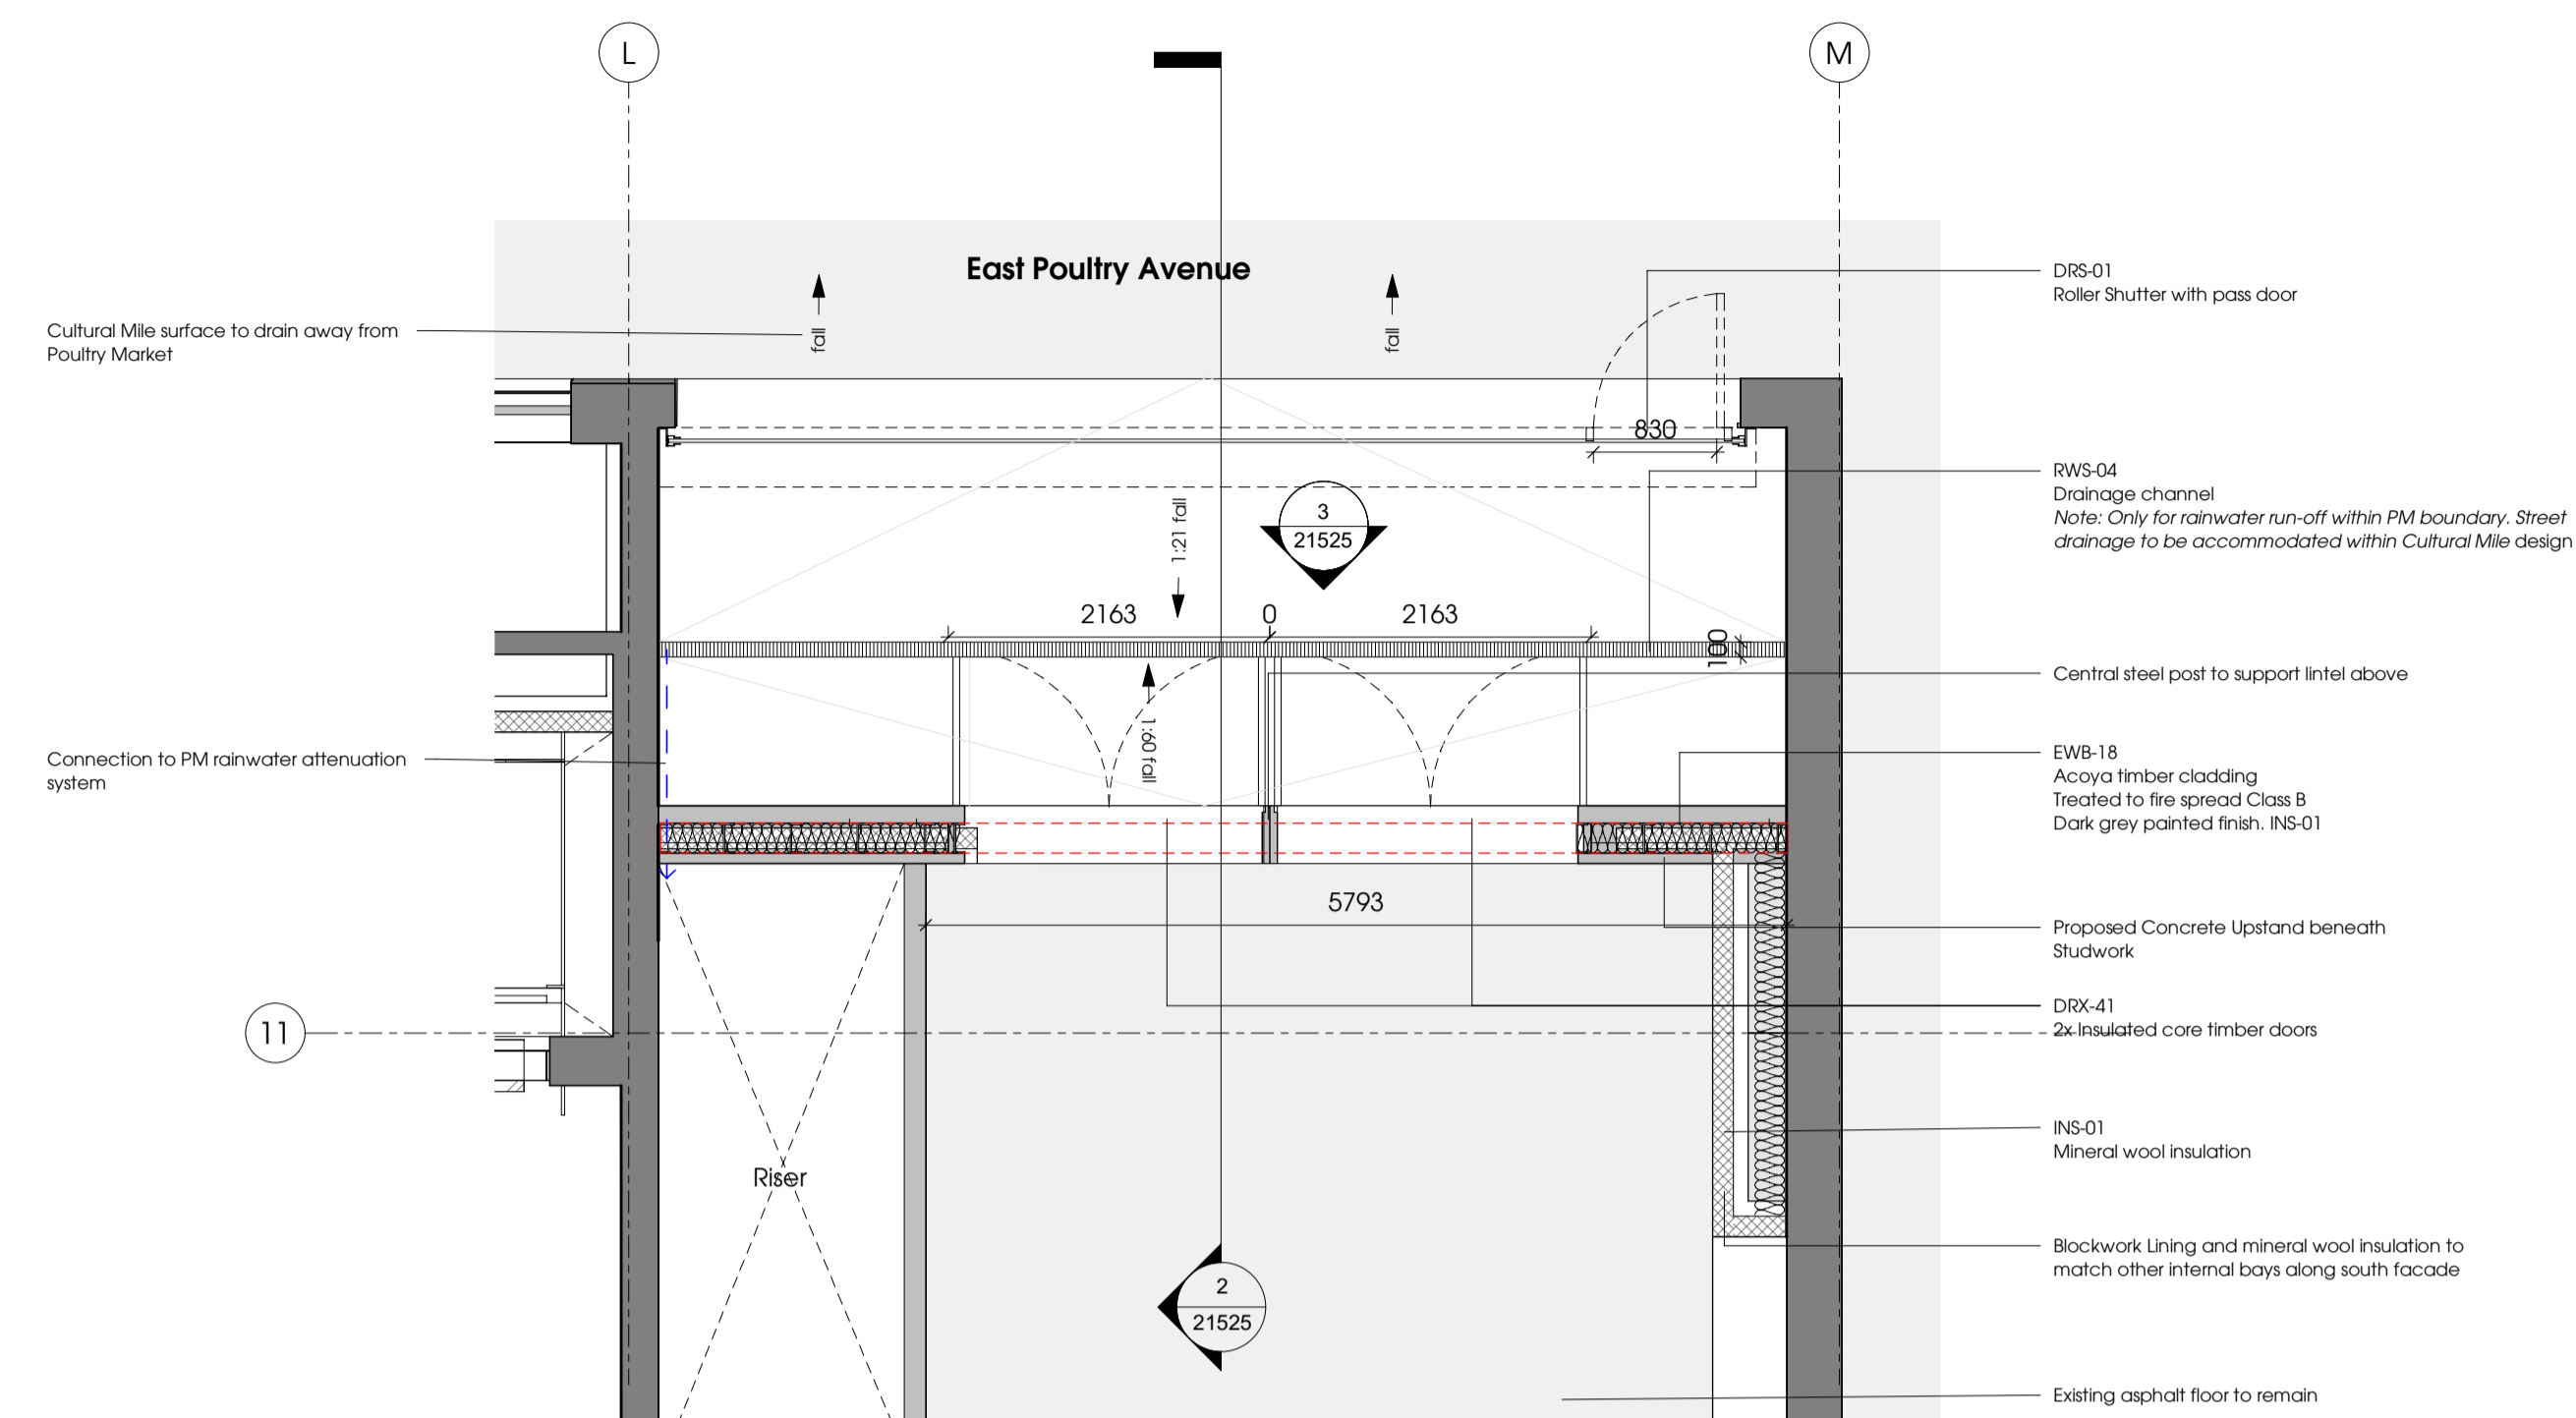 L
M
East Poultry Avenue
fall
fall
Cultural Mile surface to drain away from
Poultry Market
DRS-01
Roller Shutter with pass door
830
RWS-04
Drainage channel
Note: Only for rainwater run-off within PM boundary. Street
drainage to be accommodated within Cultural Mile design
1:21 fall
3
21525
2163
0
2163
100
Central steel post to support lintel above
1:60 fall
Connection to PM rainwater attenuation
system
EWB-18
Acoya timber cladding
Treated to fire spread Class B
Dark grey painted finish. INS-01
5793
Proposed Concrete Upstand beneath
Studwork
DRX-41
2x Insulated core timber doors
11
INS-01
Mineral wool insulation
Riser
Blockwork Lining and mineral wool insulation to
match other internal bays along south facade
2
21525
Existing asphalt floor to remain